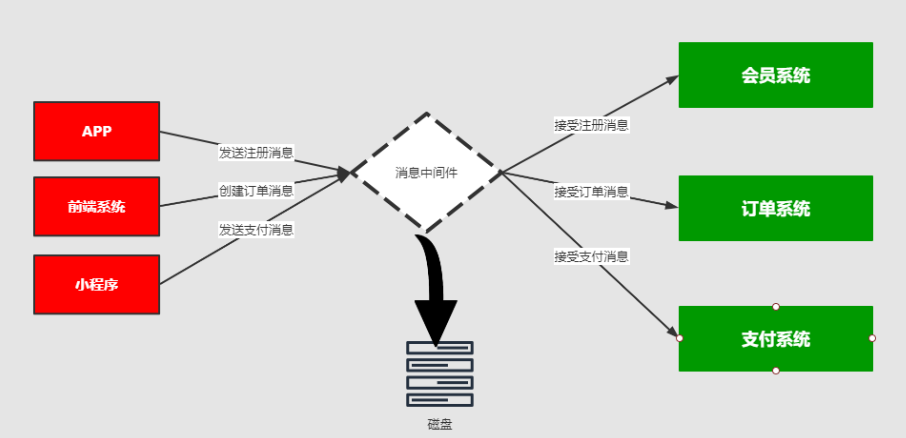 APP
前端系统
小程序
发送注册消息
创建订单消息
发送支付消息
消息中间件
磁盘
接受注册消息
接受订单消息
接受支付消息
会员系统
订单系统
支付系统